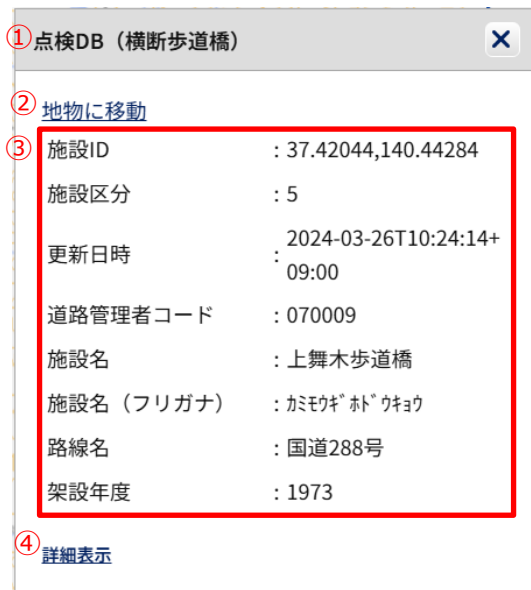 ①点検DB（横断歩道橋）
②地物に移動
③施設ID ：37.42044,140.44284
施設区分 ：5
更新日時 ：2024-03-26T10:24:14+
09:00
道路管理者コード ：070009
施設名 ：上舞木歩道橋
施設名（フリガナ） ：ｶﾐﾓｳｷﾞﾎﾄﾞｳｷｮｳ
路線名 ：国道288号
架設年度 ：1973
④詳細表示